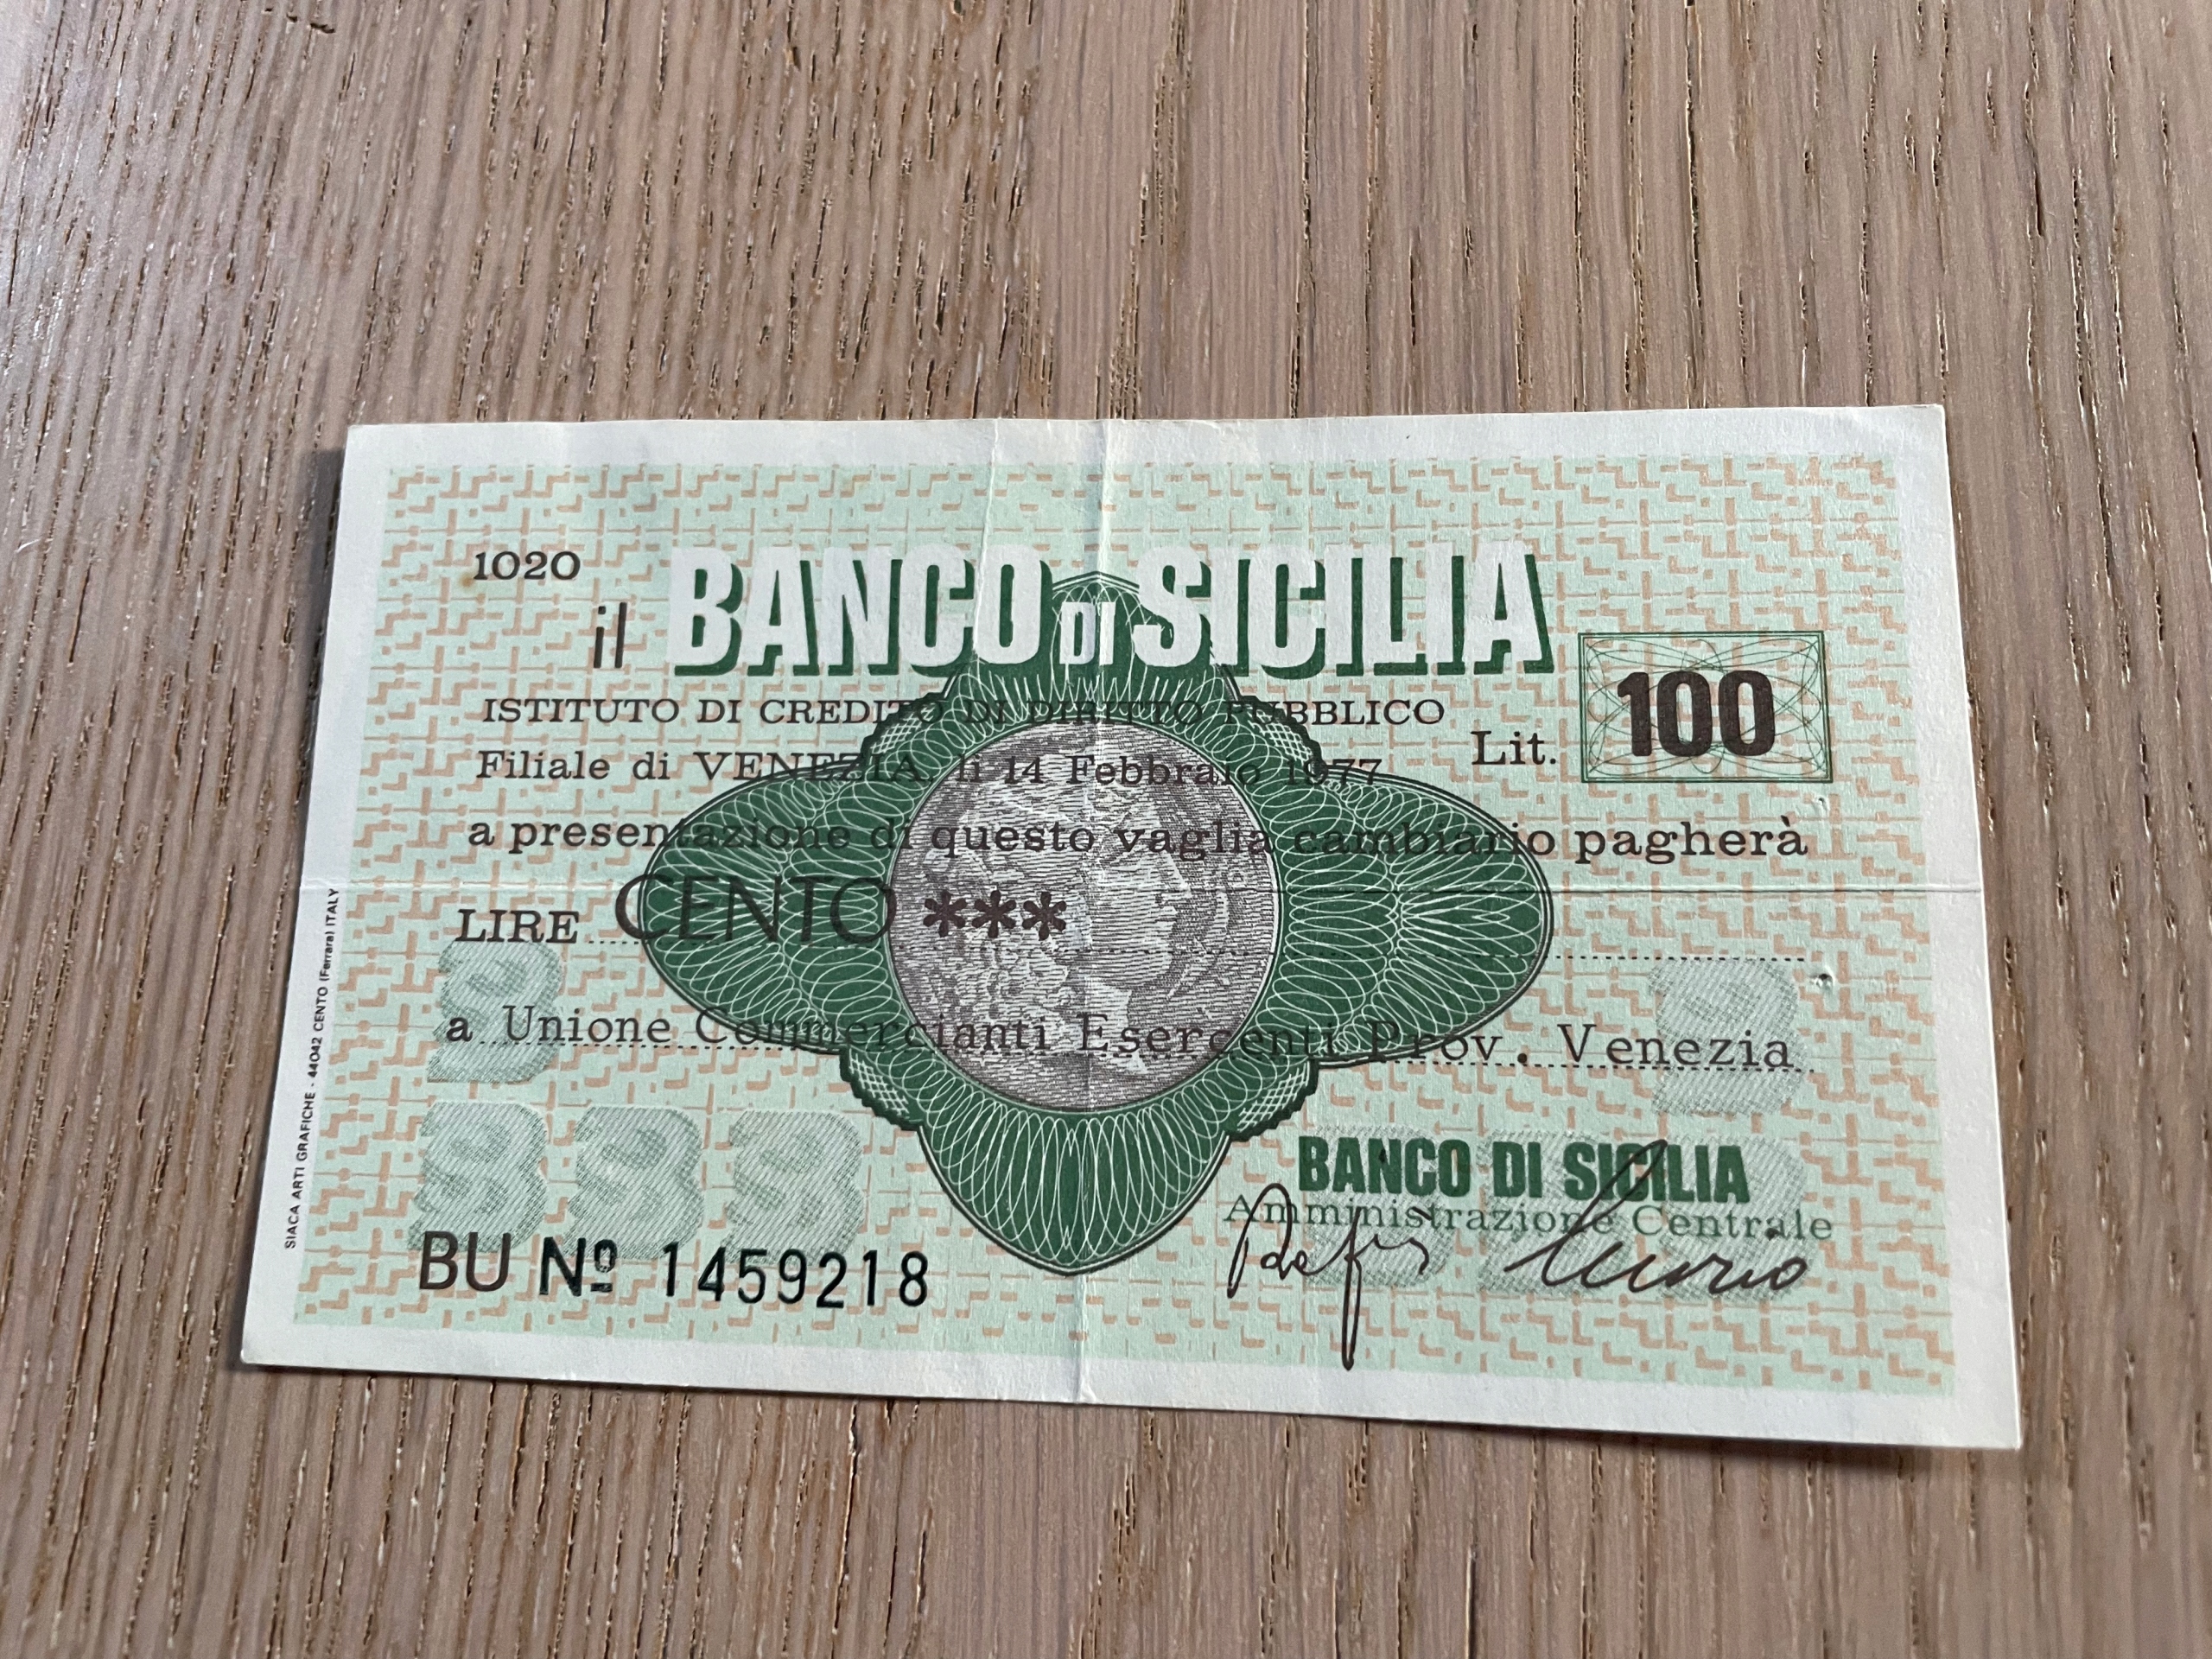 1020
il BANCO DI SICILIA
ISTITUTO DI CREDITO DI DIRITTO PUBBLICO
Lit. 100
Filiale di VENEZIA, li 14 Febbraio 1977
a presentazione di questo vaglia cambiario pagherà
LIRE CENTO ***
a Unione Commercianti Esercenti Prov. Venezia
BANCO DI SICILIA
Amministrazione Centrale
BU Nº 1459218
SIACA ARTI GRAFICHE - 44042 CENTO (Ferrara) ITALY